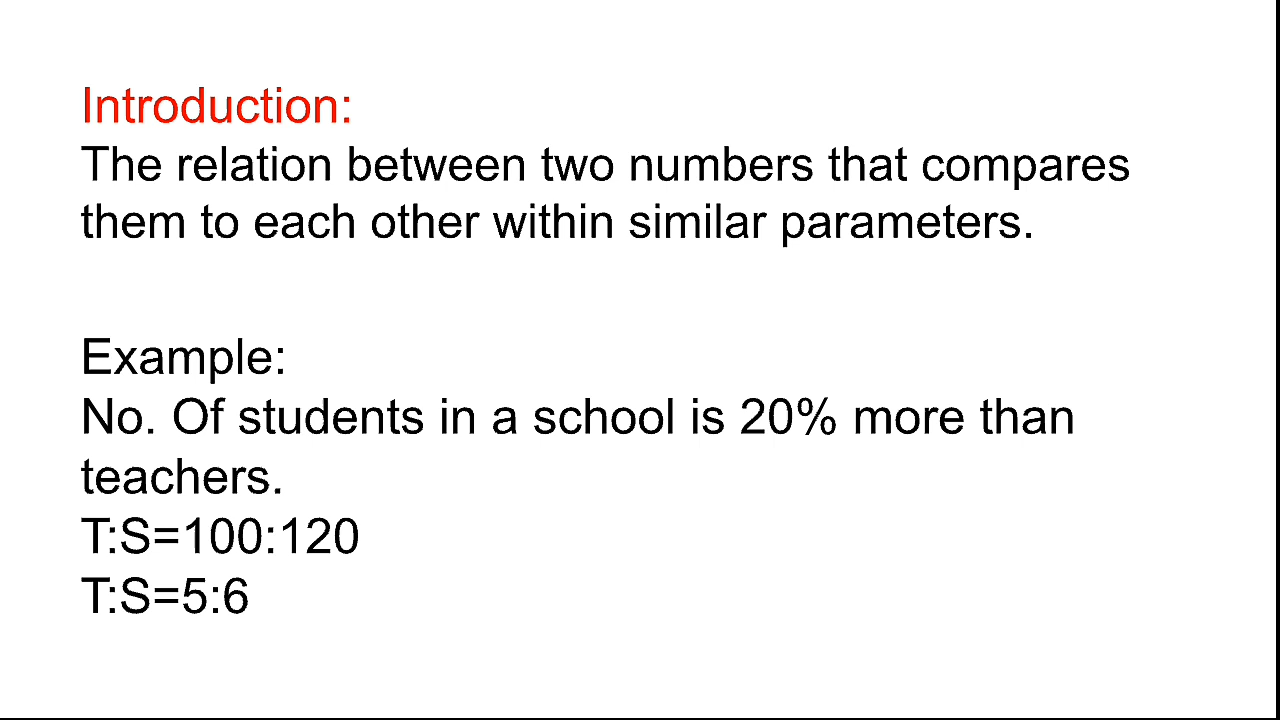 Introduction:
The relation between two numbers that compares
them to each other within similar parameters.
Example:
No. Of students in a school is 20% more than
teachers.
T:S=100:120
T:S=5:6